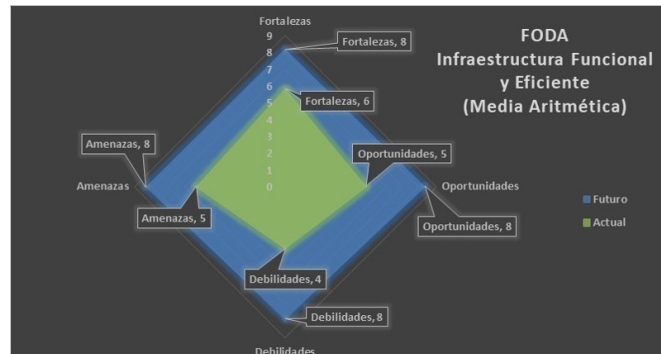 Fortalezas
9
8
7
6
5
4
3
2
1
0
Fortalezas, 8
Fortalezas, 6
Amenazas, 8
Oportunidades, 5
Amenazas
Oportunidades
Amenazas, 5
Oportunidades, 8
Debilidades, 4
Debilidades, 8
Debilidades
FODA
Infraestructura Funcional
y Eficiente
(Media Aritmética)
Futuro
Actual